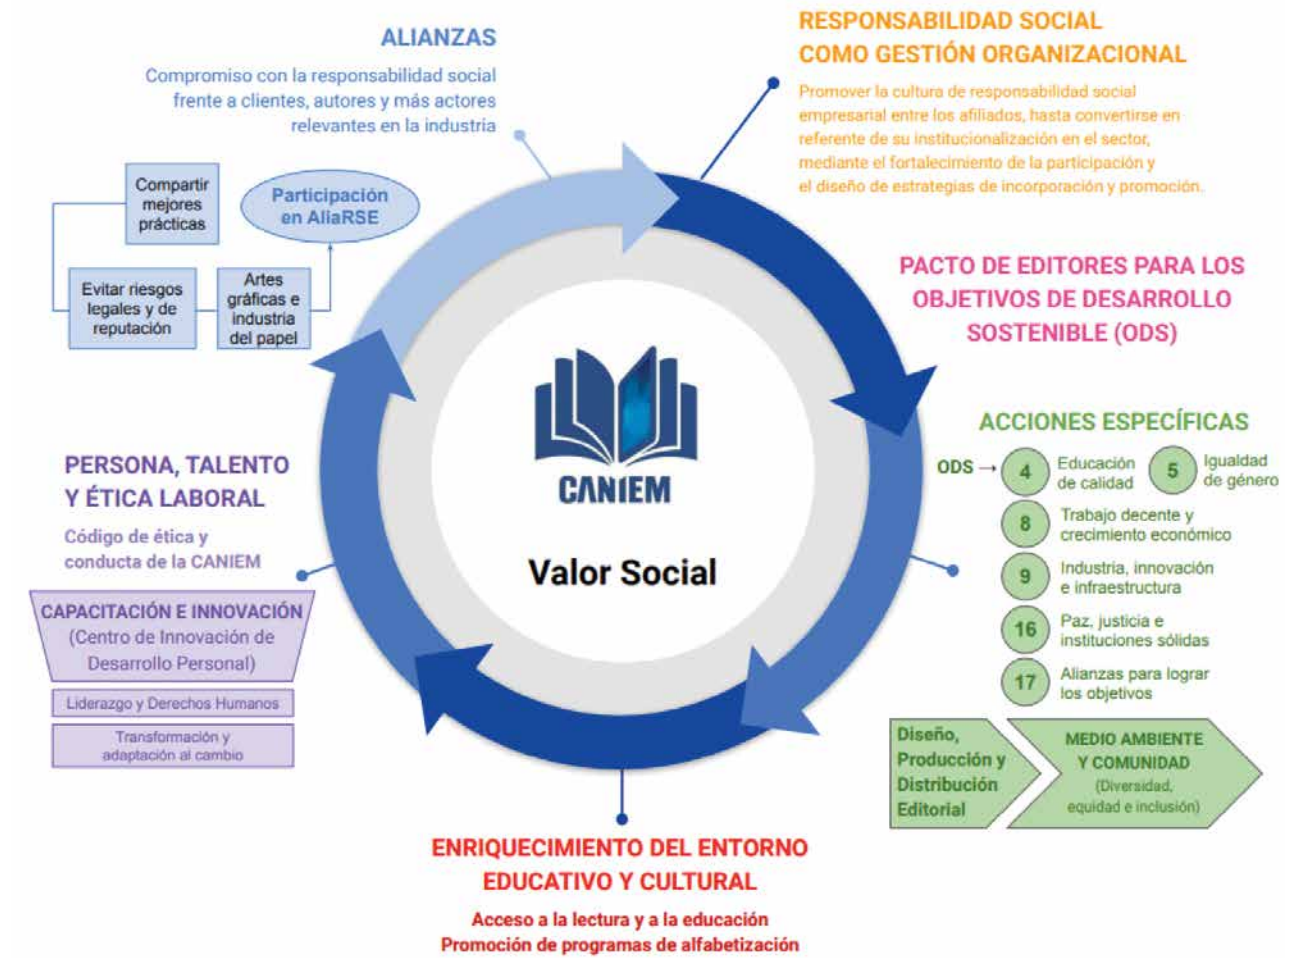 ALIANZAS
Compromiso con la responsabilidad social
frente a clientes, autores y más actores
relevantes en la industria
Compartir
mejores
prácticas
Participación
en AliaRSE
Evitar riesgos
legales y de
reputación
Artes
gráficas e
industria
del papel
RESPONSABILIDAD SOCIAL
COMO GESTIÓN ORGANIZACIONAL
Promover la cultura de responsabilidad social
empresarial entre los afiliados, hasta convertirse en
referente de su institucionalización en el sector,
mediante el fortalecimiento de la participación y
el diseño de estrategias de incorporación y promoción.
PACTO DE EDITORES PARA LOS
OBJETIVOS DE DESARROLLO
SOSTENIBLE (ODS)
ACCIONES ESPECÍFICAS
ODS → 4 Educación
de calidad
5 Igualdad
de género
8 Trabajo decente y
crecimiento económico
9 Industria, innovación
e infraestructura
16 Paz, justicia e
instituciones sólidas
17 Alianzas para lograr
los objetivos
Diseño,
Producción y
Distribución
Editorial
MEDIO AMBIENTE
Y COMUNIDAD
(Diversidad,
equidad e inclusión)
CANIEM
Valor Social
PERSONA, TALENTO
Y ÉTICA LABORAL
Código de ética y
conducta de la CANIEM
CAPACITACIÓN E INNOVACIÓN
(Centro de Innovación de
Desarrollo Personal)
Liderazgo y Derechos Humanos
Transformación y
adaptación al cambio
ENRIQUECIMIENTO DEL ENTORNO
EDUCATIVO Y CULTURAL
Acceso a la lectura y a la educación
Promoción de programas de alfabetización